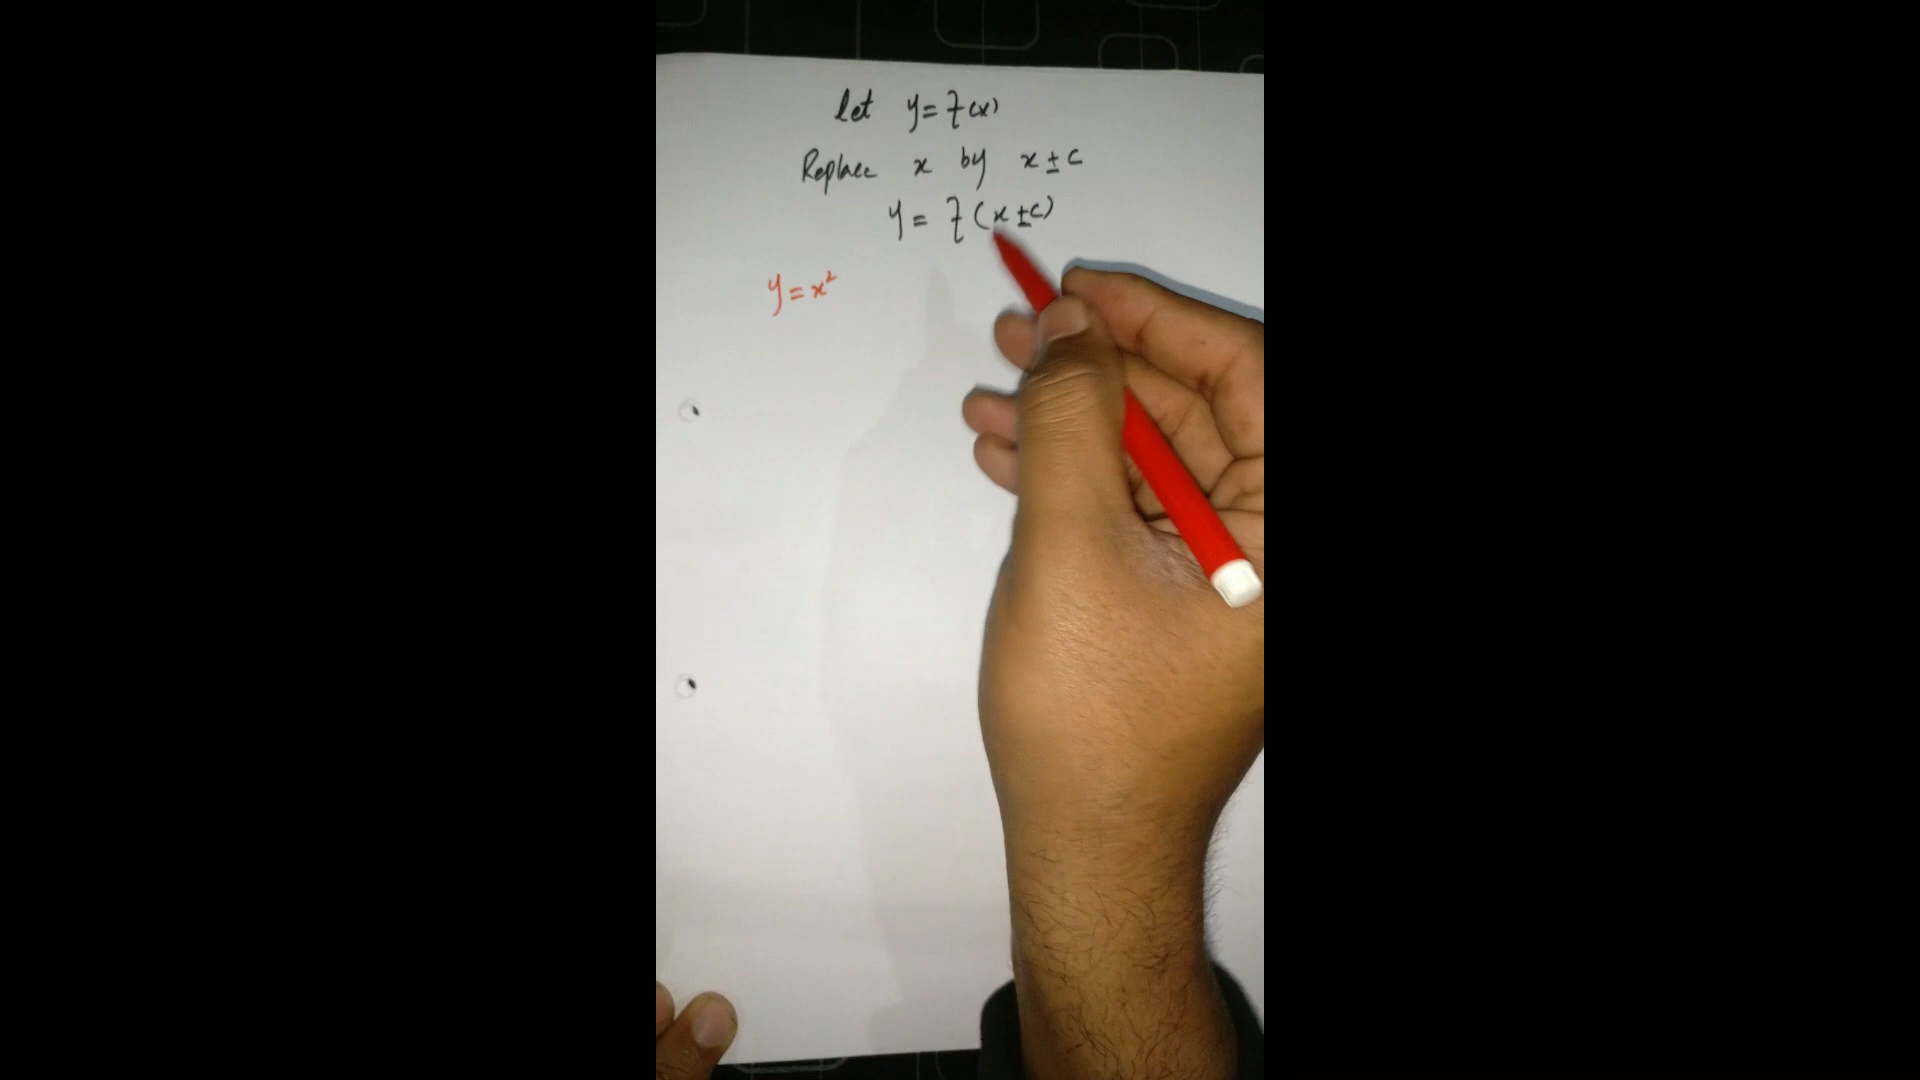 let y = f(x)
Replace x by x ± c
y = f(x ± c)
y = x²